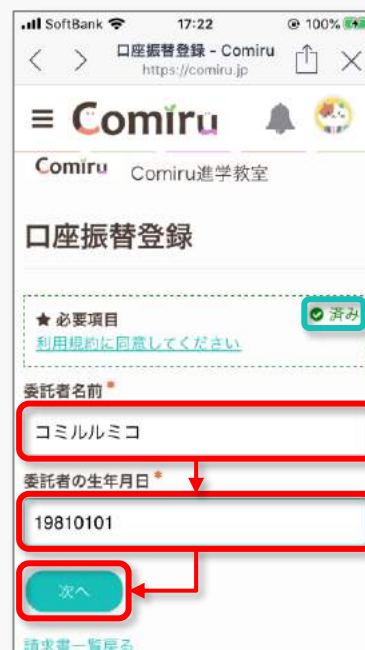 SoftBank 17:22 100%
口座振替登録 - Comiru
https://comiru.jp
Comiru
Comiru Comiru進学教室
口座振替登録
★ 必要項目 済み
利用規約に同意してください
委託者名前 *
コミルルミコ
委託者の生年月日 *
19810101
次へ
請求書一覧戻る